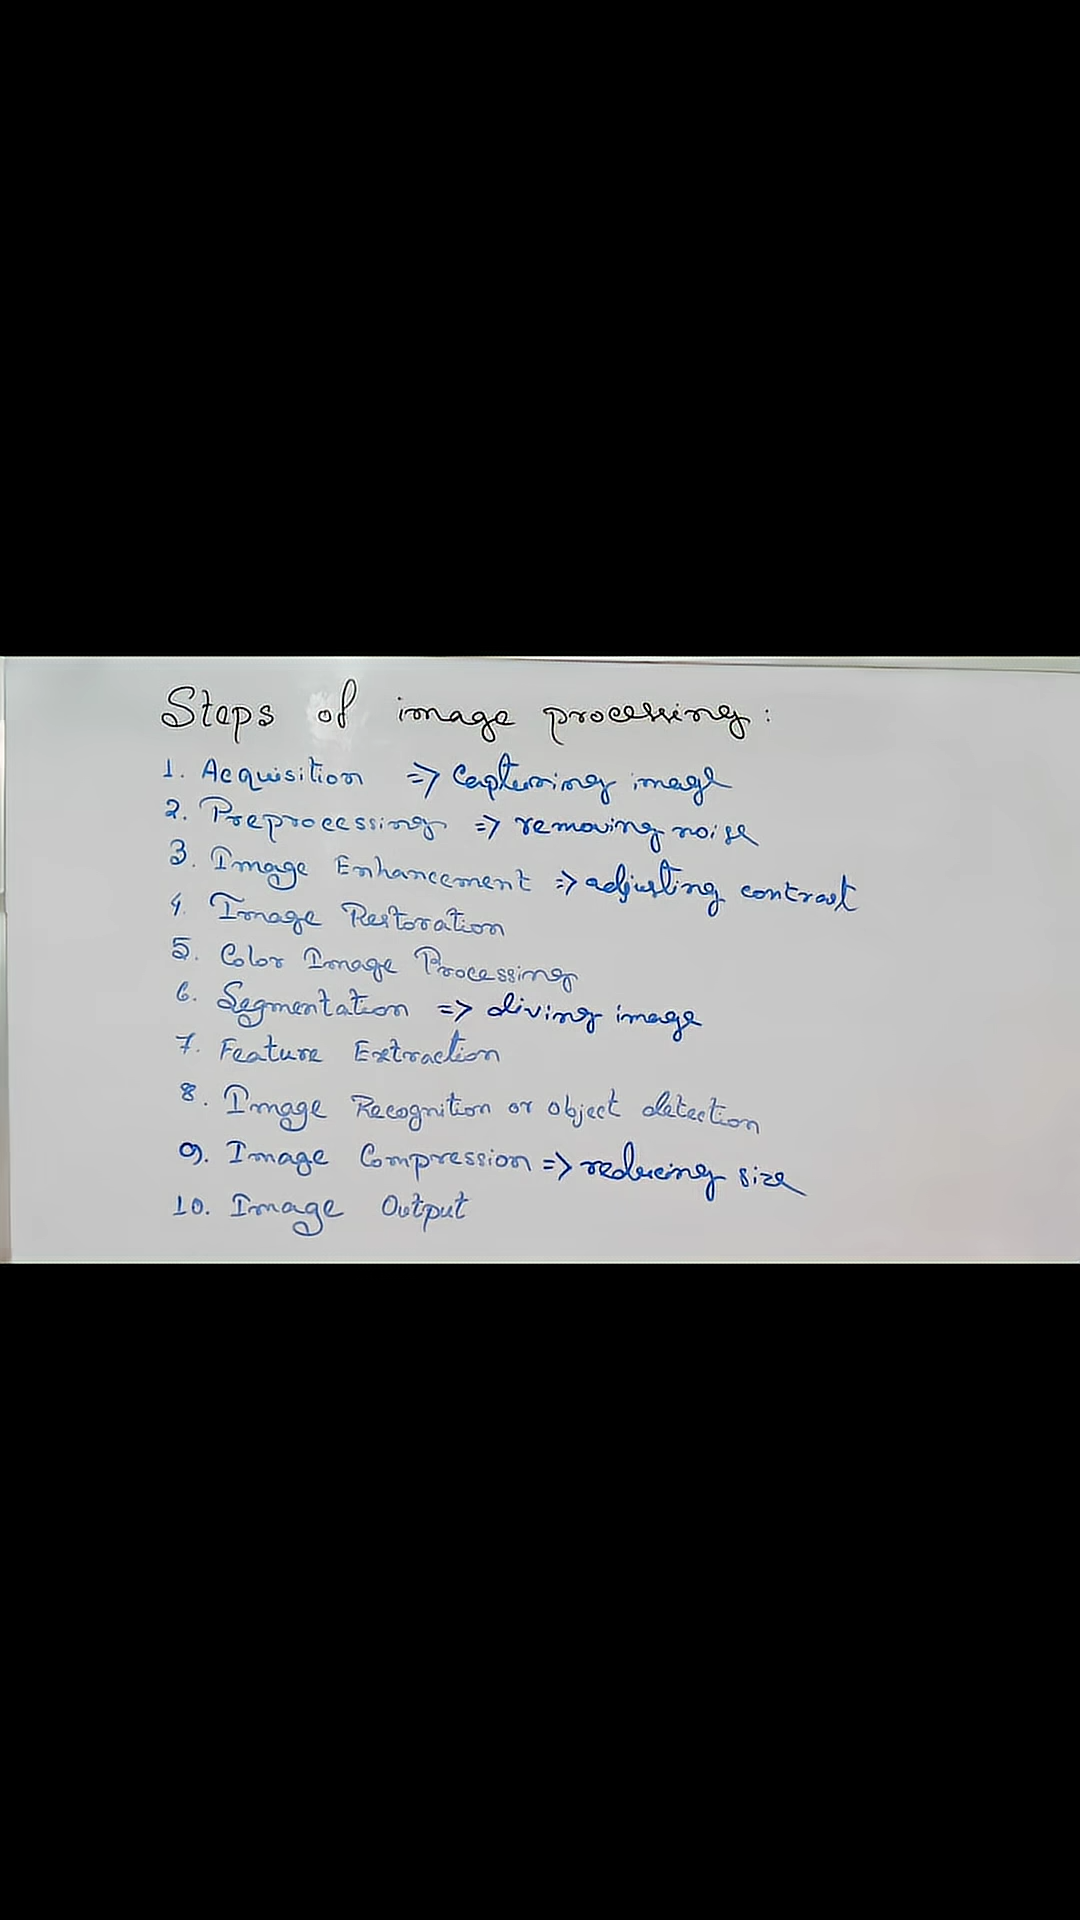 Steps of image processing:
1. Acquisition => Capturing image
2. Preprocessing => removing noise
3. Image Enhancement => adjusting contrast
4. Image Restoration
5. Color Image Processing
6. Segmentation => diving image
7. Feature Extraction
8. Image Recognition or object detection
9. Image Compression => reducing size
10. Image Output